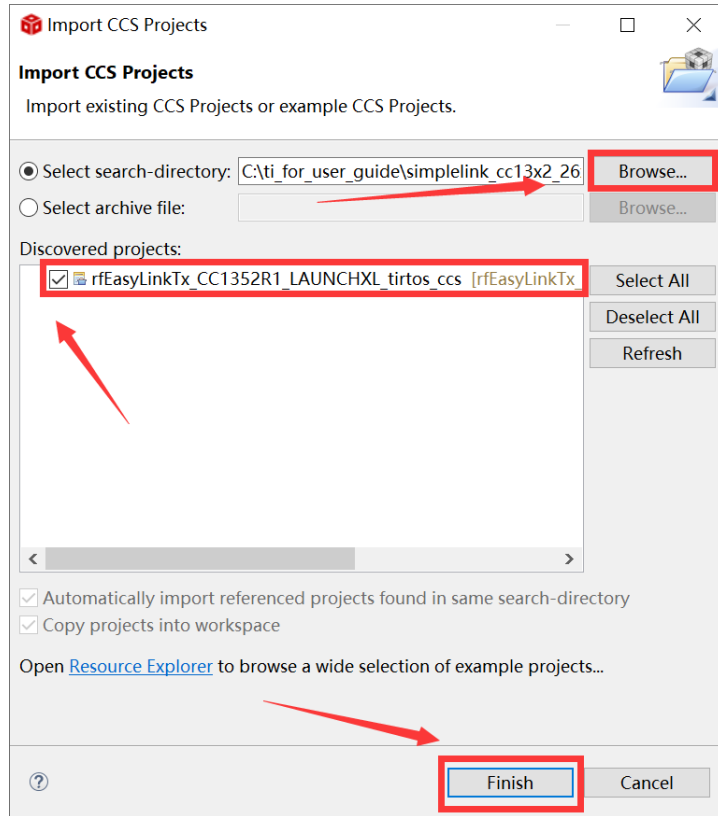 Import CCS Projects
Import CCS Projects
Import existing CCS Projects or example CCS Projects.
Select search-directory: C:\ti_for_user_guide\simplelink_cc13x2_26 Browse...
Select archive file: Browse...
Discovered projects:
rfEasyLinkTx_CC1352R1_LAUNCHXL_tirtos_ccs [rfEasyLinkTx_ Select All
Deselect All
Refresh
Automatically import referenced projects found in same search-directory
Copy projects into workspace
Open Resource Explorer to browse a wide selection of example projects...
? Finish Cancel